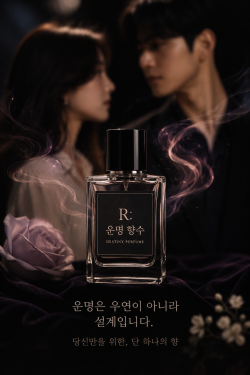 R:
운명 향수
DESTINY PERFUME
운명은 우연이 아니라
설계입니다.
당신만을 위한, 단 하나의 향